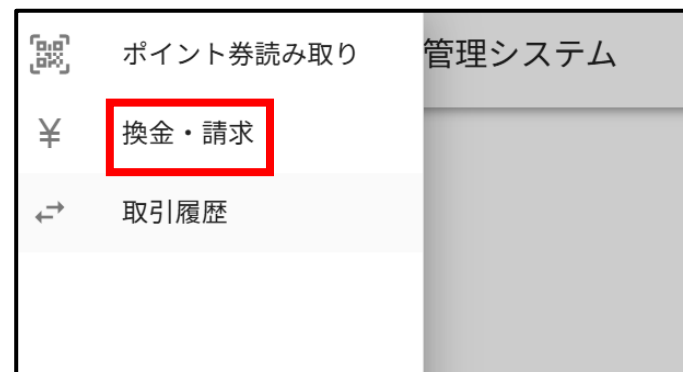 ポイント券読み取り
管理システム
¥
換金・請求
取引履歴